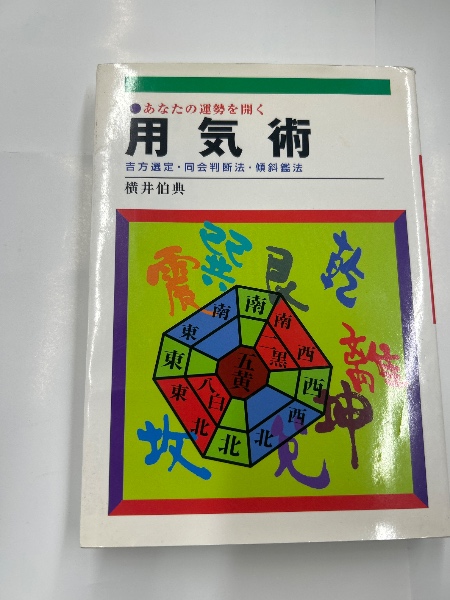 ●あなたの運勢を開く
用気術
吉方選定・同会判断法・傾斜鑑法
横井伯典
巽
震
艮
乾
離
坤
坎
兌
南
南
東
南
西
二黒
東
五黄
西
東
北
八白
西
北
北